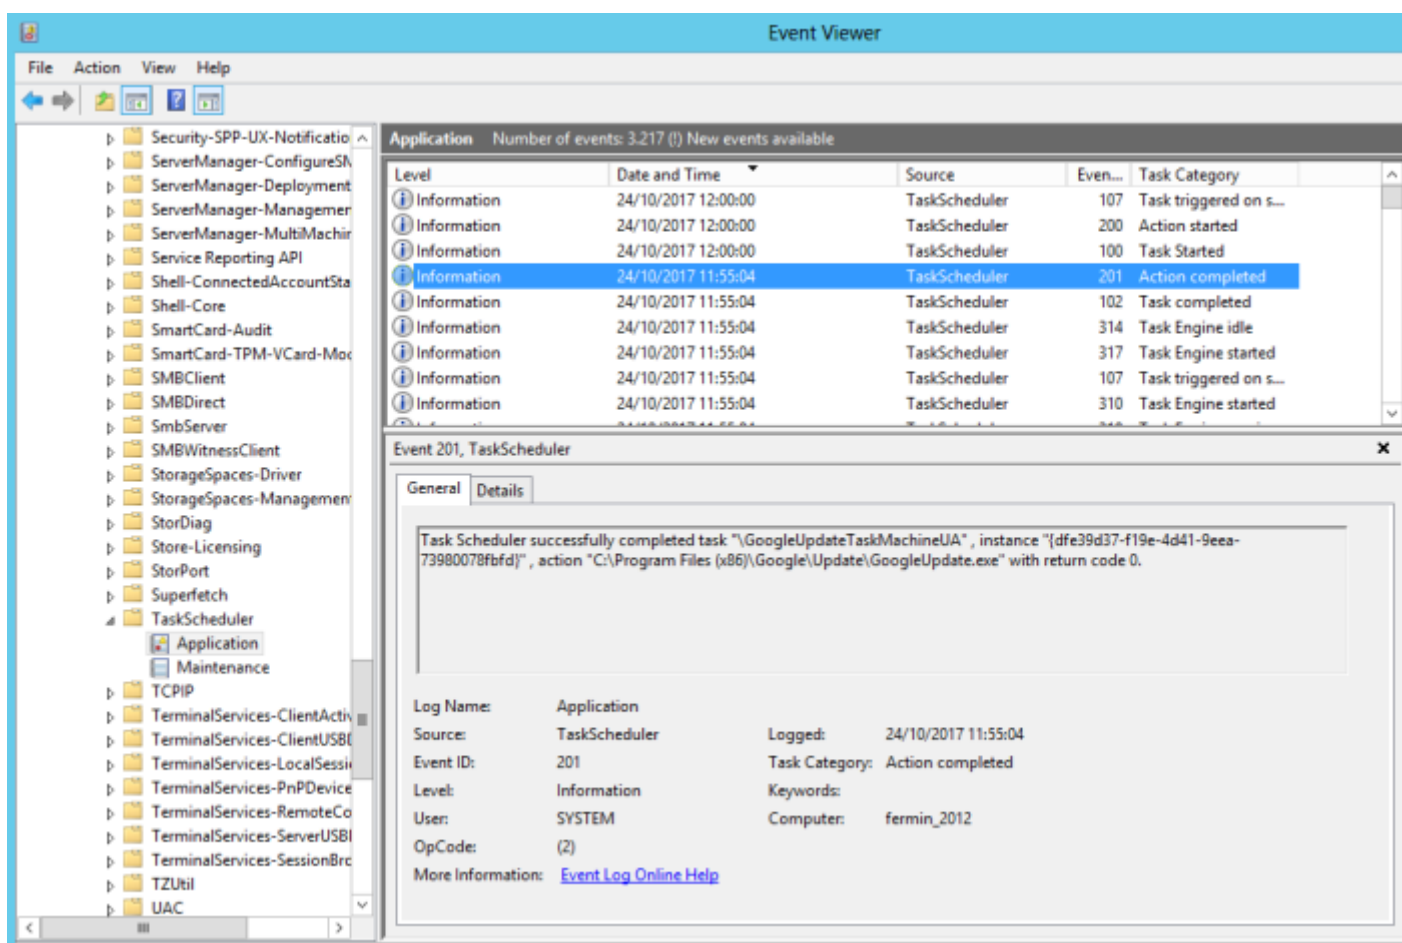 Event Viewer
File Action View Help
Security-SPP-UX-Notificatio
ServerManager-ConfigureSM
ServerManager-Deployment
ServerManager-Managemer
ServerManager-MultiMachir
Service Reporting API
Shell-ConnectedAccountSta
Shell-Core
SmartCard-Audit
SmartCard-TPM-VCard-Moc
SMBClient
SMBDirect
SmbServer
SMBWitnessClient
StorageSpaces-Driver
StorageSpaces-Managemen
StorDiag
Store-Licensing
StorPort
Superfetch
TaskScheduler
Application
Maintenance
TCPIP
TerminalServices-ClientActiv
TerminalServices-ClientUSBD
TerminalServices-LocalSessi
TerminalServices-PnPDevice
TerminalServices-RemoteCo
TerminalServices-ServerUSBI
TerminalServices-SessionBrc
TZUtil
UAC
Application Number of events: 3.217 (!) New events available
Level Date and Time Source Even... Task Category
Information 24/10/2017 12:00:00 TaskScheduler 107 Task triggered on s...
Information 24/10/2017 12:00:00 TaskScheduler 200 Action started
Information 24/10/2017 12:00:00 TaskScheduler 100 Task Started
Information 24/10/2017 11:55:04 TaskScheduler 201 Action completed
Information 24/10/2017 11:55:04 TaskScheduler 102 Task completed
Information 24/10/2017 11:55:04 TaskScheduler 314 Task Engine idle
Information 24/10/2017 11:55:04 TaskScheduler 317 Task Engine started
Information 24/10/2017 11:55:04 TaskScheduler 107 Task triggered on s...
Information 24/10/2017 11:55:04 TaskScheduler 310 Task Engine started
Event 201, TaskScheduler
General Details
Task Scheduler successfully completed task "\GoogleUpdateTaskMachineUA" , instance "{dfe39d37-f19e-4d41-9eea-
73980078fbfd}" , action "C:\Program Files (x86)\Google\Update\GoogleUpdate.exe" with return code 0.
Log Name: Application
Source: TaskScheduler Logged: 24/10/2017 11:55:04
Event ID: 201 Task Category: Action completed
Level: Information Keywords:
User: SYSTEM Computer: fermin_2012
OpCode: (2)
More Information: Event Log Online Help